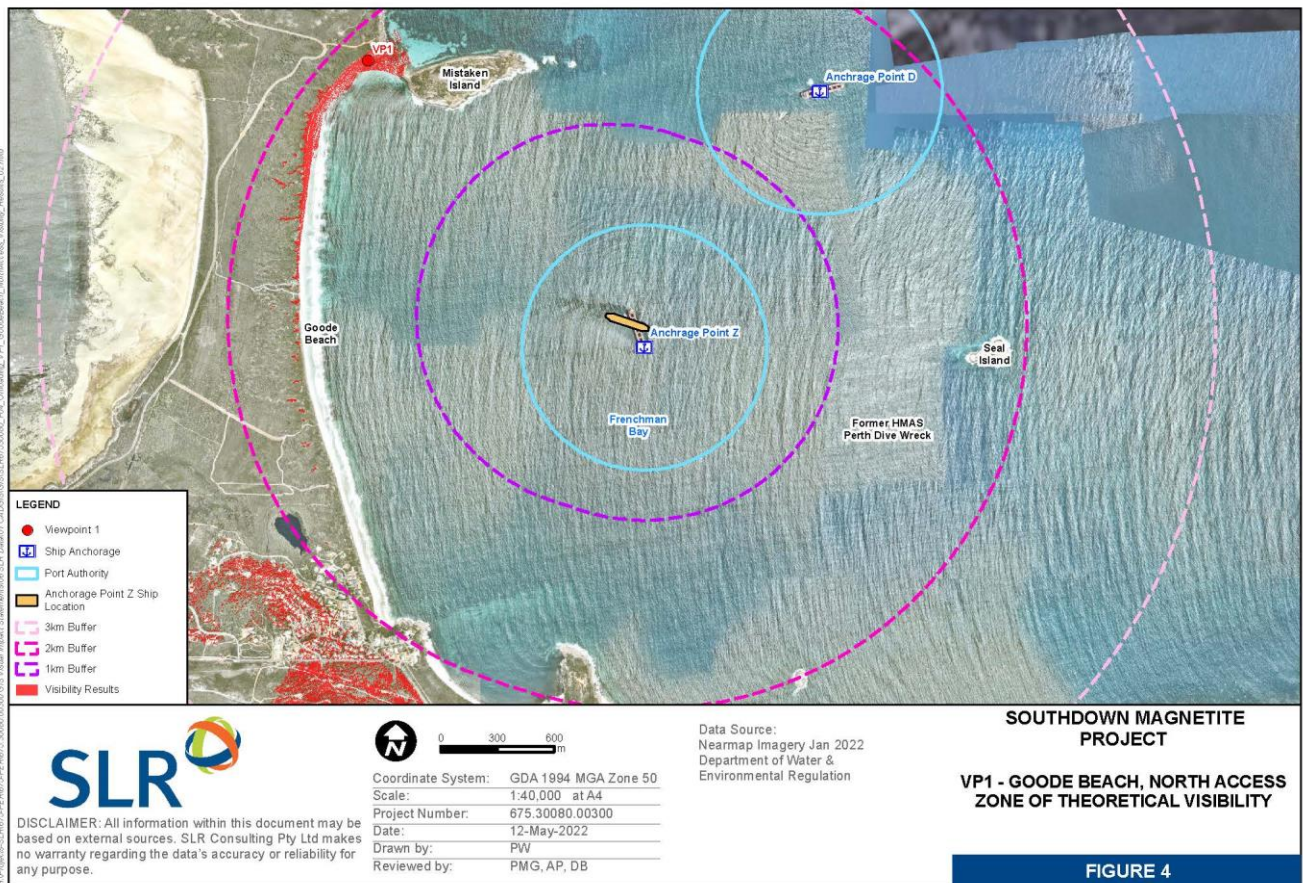 VP1
Mistaken
Island
Anchrage Point D
Goode
Beach
Anchrage Point Z
Seal
Island
Frenchman
Bay
Former HMAS
Perth Dive Wreck
LEGEND
Viewpoint 1
Ship Anchorage
Port Authority
Anchorage Point Z Ship
Location
3km Buffer
2km Buffer
1km Buffer
Visibility Results
SLR
DISCLAIMER: All information within this document may be
based on external sources. SLR Consulting Pty Ltd makes
no warranty regarding the data's accuracy or reliability for
any purpose.
N
0 300 600
m
Coordinate System: GDA 1994 MGA Zone 50
Scale: 1:40,000 at A4
Project Number: 675.30080.00300
Date: 12-May-2022
Drawn by: PW
Reviewed by: PMG, AP, DB
Data Source:
Nearmap Imagery Jan 2022
Department of Water &
Environmental Regulation
SOUTHDOWN MAGNETITE
PROJECT
VP1 - GOODE BEACH, NORTH ACCESS
ZONE OF THEORETICAL VISIBILITY
FIGURE 4